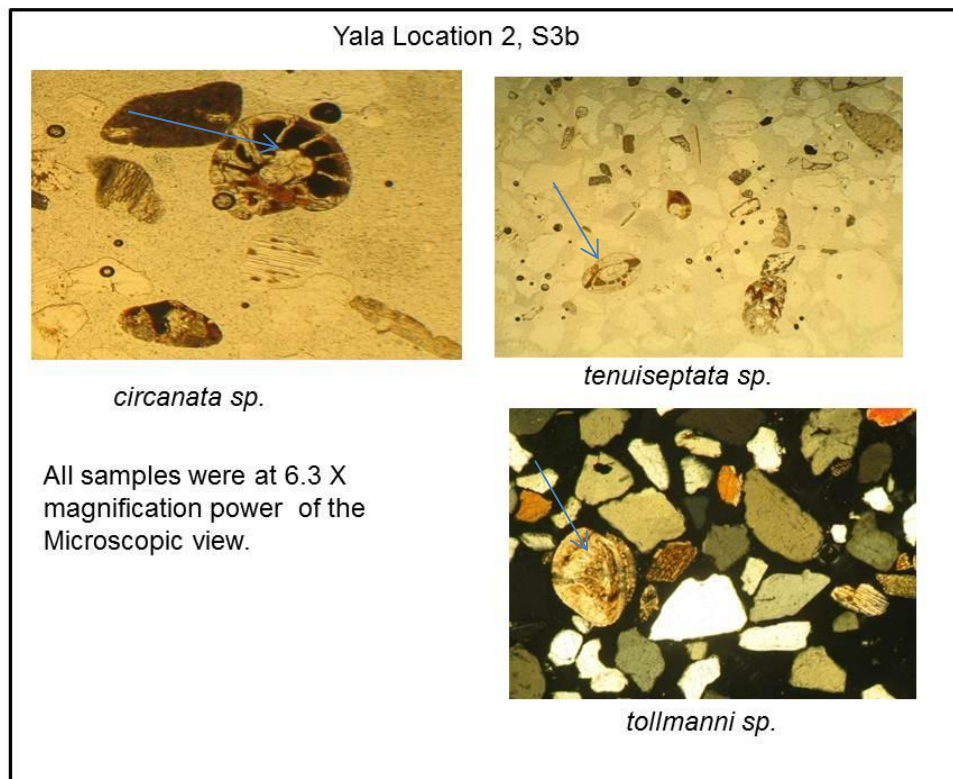 Yala Location 2, S3b
circanata sp.
tenuiseptata sp.
All samples were at 6.3 X
magnification power of the
Microscopic view.
tollmanni sp.